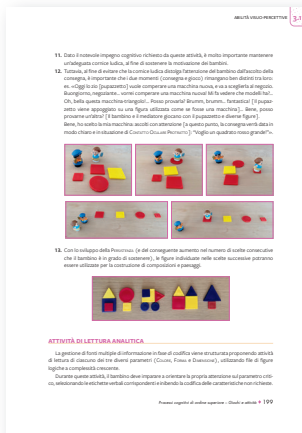 ABILITÀ VISUO-PERCETTIVE
3.1
11. Dato il notevole impegno cognitivo richiesto da queste attività, è molto importante mantenere
un'adeguata cornice ludica, al fine di sostenere la motivazione dei bambini.
12. Tuttavia, al fine di evitare che la cornice ludica distolga l'attenzione del bambino dall'ascolto della
consegna, è importante che i due momenti (consegna e gioco) rimangano ben distinti tra loro:
es. «Oggi lo zio [pupazzetto] vuole comperare una macchina nuova, e va a sceglierla al negozio.
Buongiorno, negoziante... vorrei comperare una macchina nuova! Mi fa vedere che modelli ha?...
Oh, bella questa macchina-triangolo!... Posso provarla? Brumm, brumm... fantastica! [Il pupaz-
zetto viene appoggiato su una figura utilizzata come se fosse una macchina]... Bene, posso
provarne un'altra? [Il bambino e il mediatore giocano con il pupazzetto e diverse figure].
Bene, ho scelto la mia macchina: ascolta con attenzione [a questo punto, la consegna verrà data in
modo chiaro e in situazione di CONTATTO OCULARE PROTRATTO]: "Voglio un quadrato rosso grande!"».
13. Con lo sviluppo della PERSISTENZA (e del conseguente aumento nel numero di scelte consecutive
che il bambino è in grado di sostenere), le figure individuate nelle scelte successive potranno
essere utilizzate per la costruzione di composizioni e paesaggi.
ATTIVITÀ DI LETTURA ANALITICA
La gestione di fonti multiple di informazione in fase di codifica viene strutturata proponendo attività
di lettura di ciascuno dei tre diversi parametri (COLORE, FORMA e DIMENSIONE), utilizzando file di figure
logiche a complessità crescente.
Durante queste attività, il bambino deve imparare a orientare la propria attenzione sul parametro criti-
co, selezionando le etichette verbali corrispondenti e inibendo la codifica delle caratteristiche non richieste.
Processi cognitivi di ordine superiore – Giochi e attività • 199